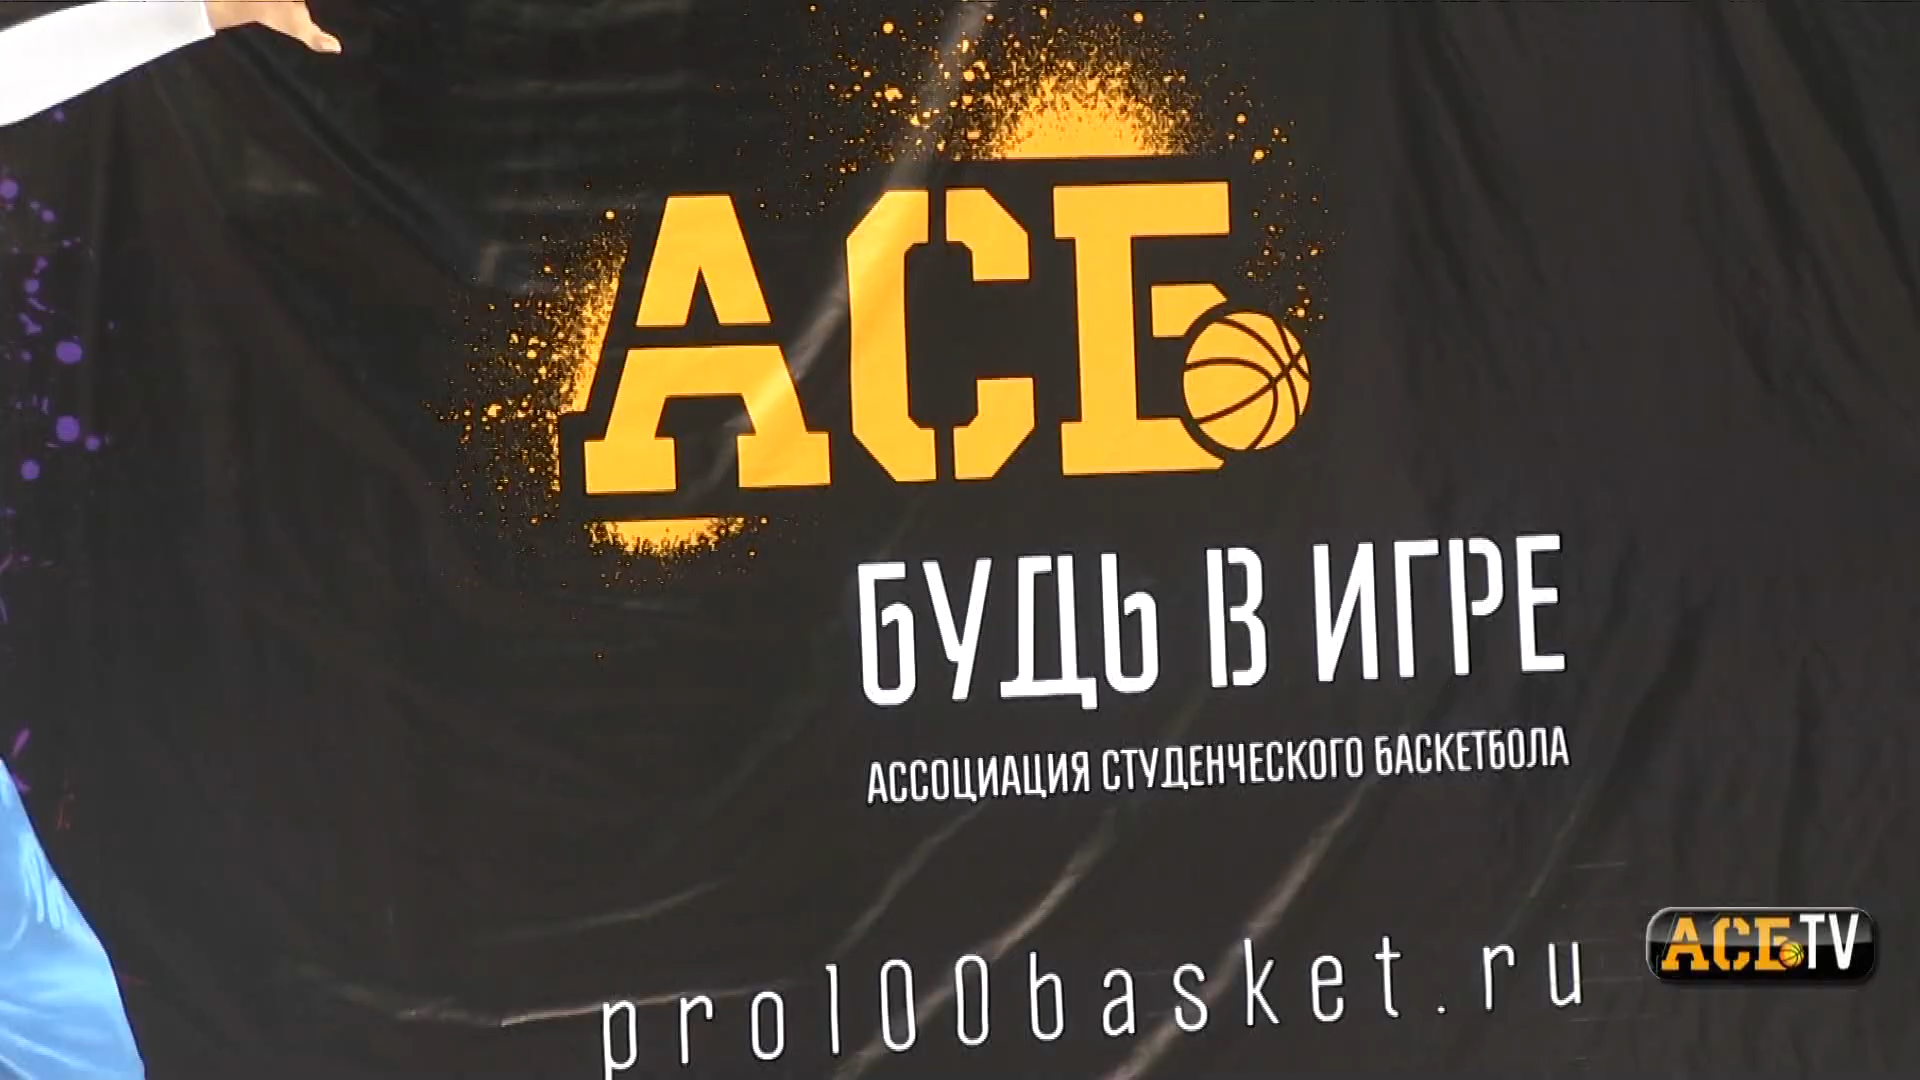 АСБ
БУДЬ В ИГРЕ
АССОЦИАЦИЯ СТУДЕНЧЕСКОГО БАСКЕТБОЛА
pro100basket.ru
АСБTV